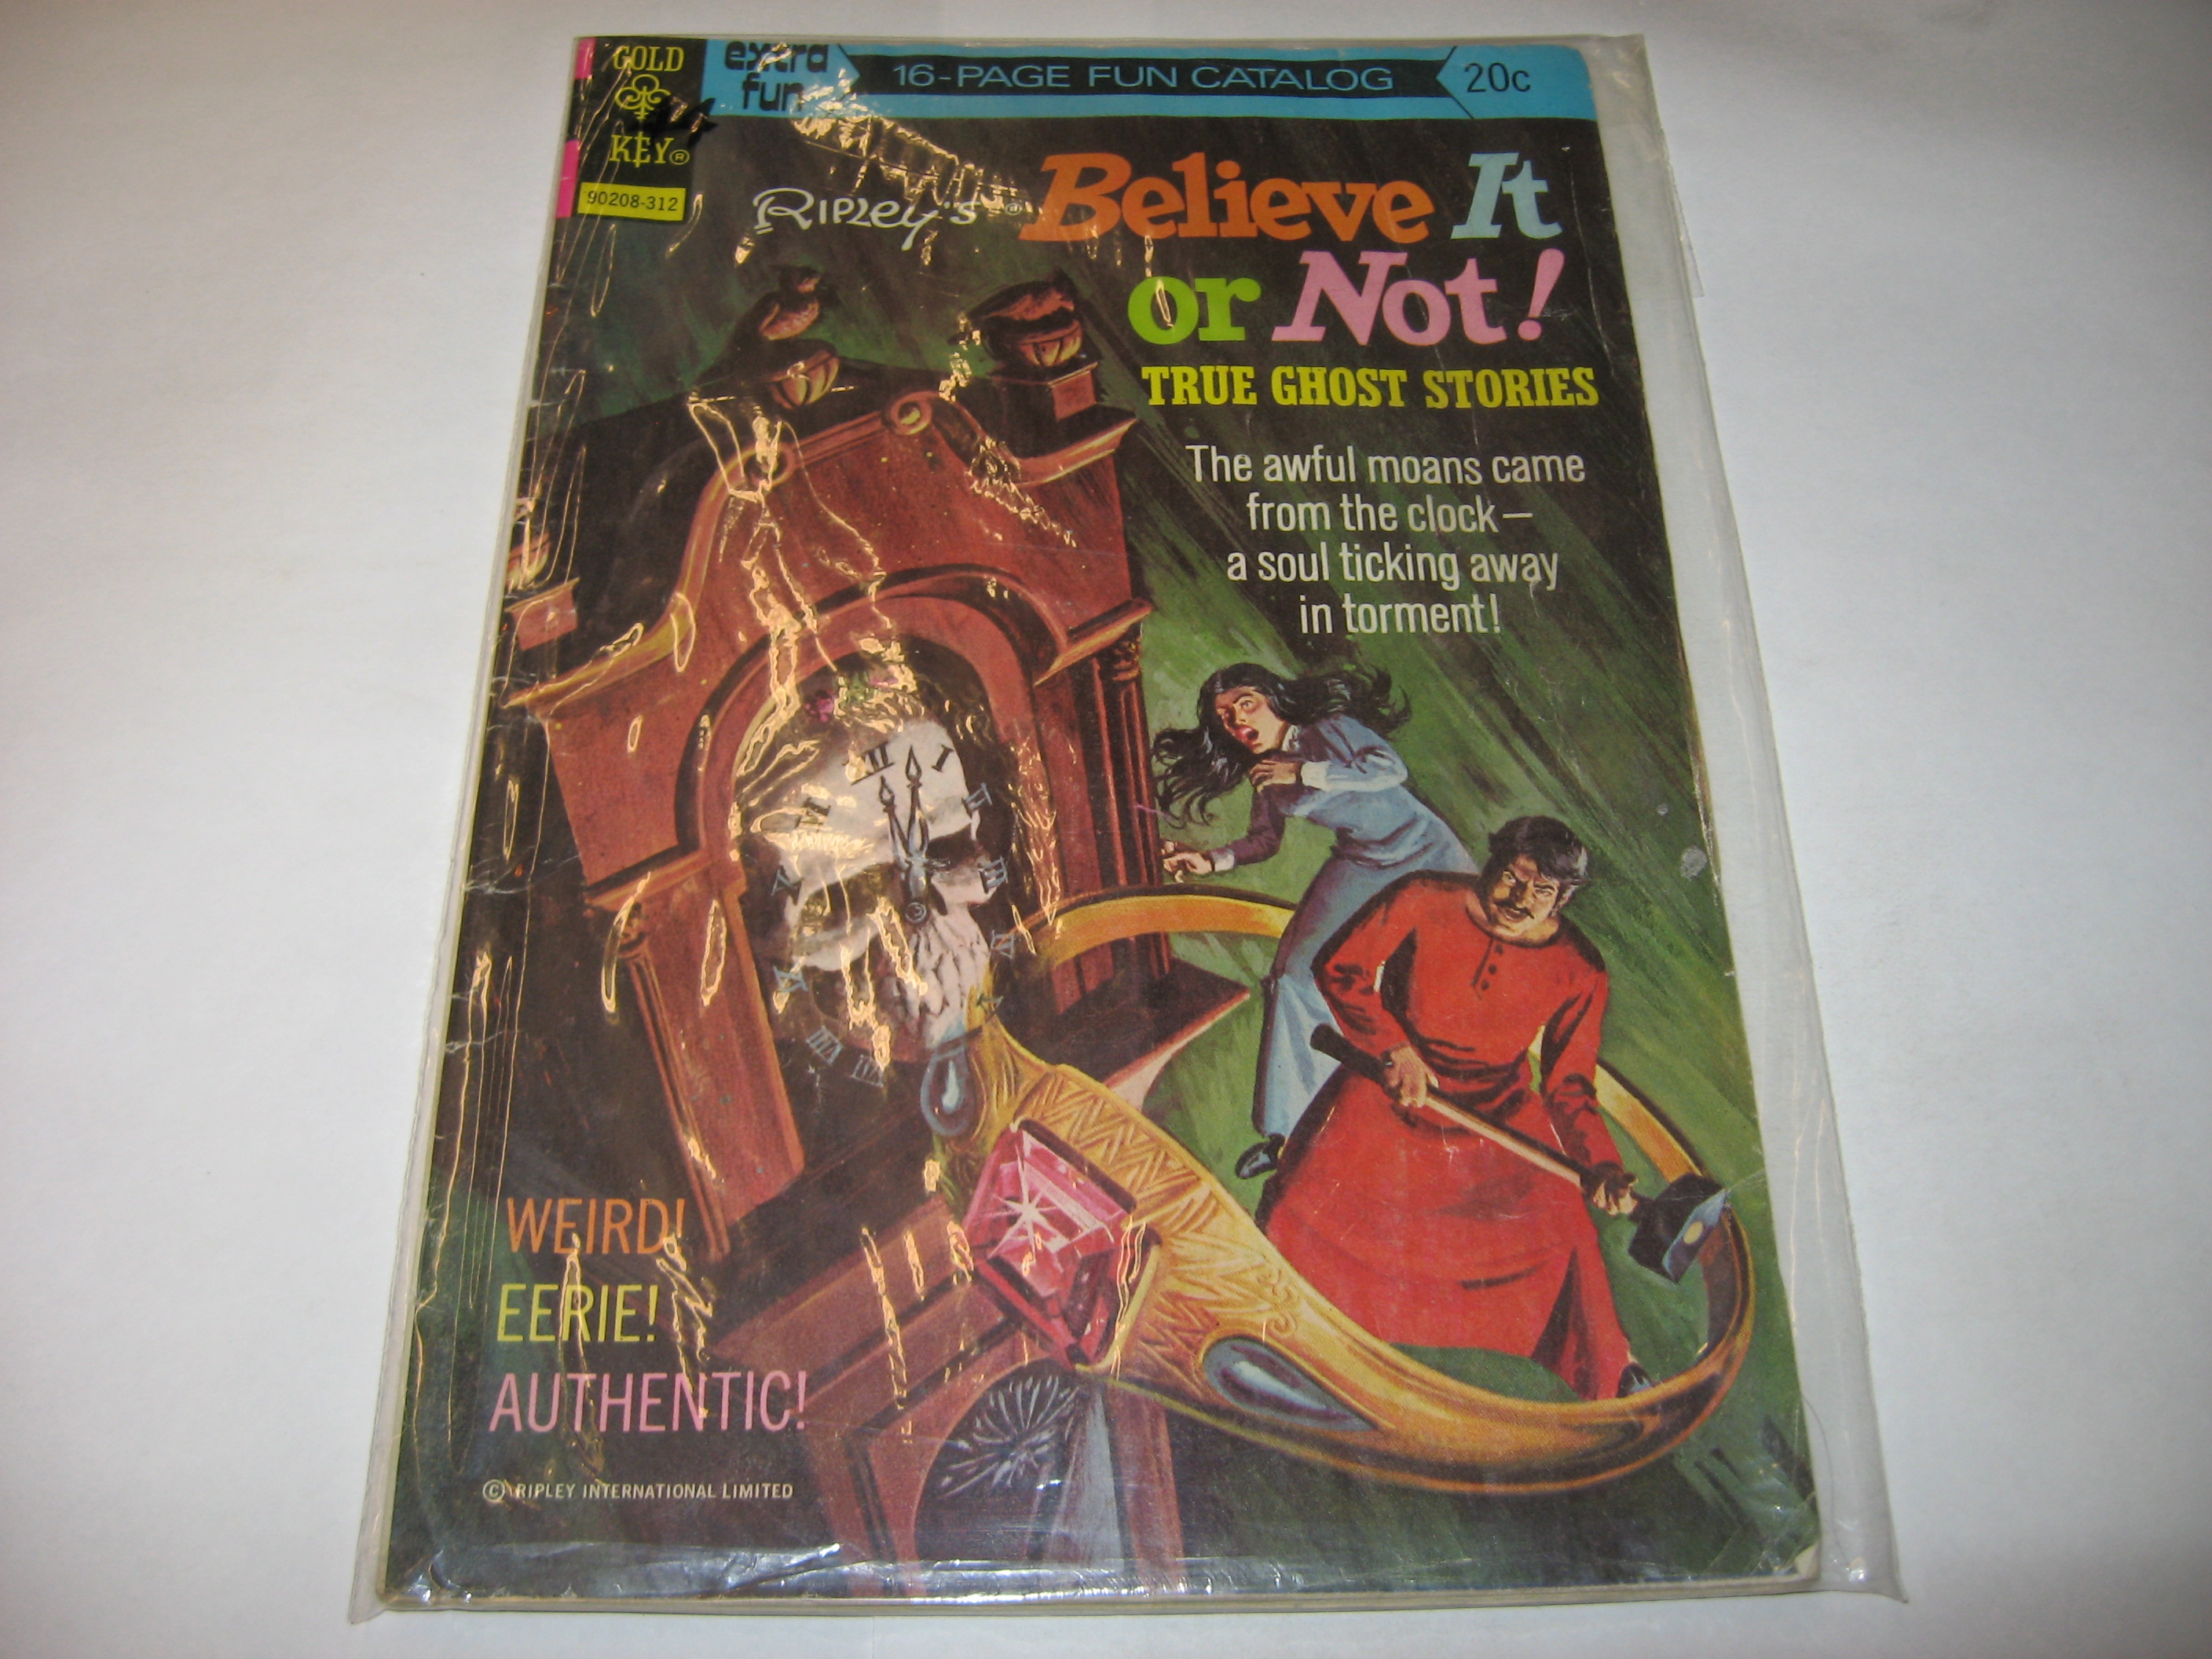 GOLD
KEY®
90208-312
extra
fun
16-PAGE FUN CATALOG
20c
RIPLEY'S® Believe It
or Not!
TRUE GHOST STORIES
The awful moans came
from the clock—
a soul ticking away
in torment!
XII
I
WEIRD!
EERIE!
AUTHENTIC!
© RIPLEY INTERNATIONAL LIMITED